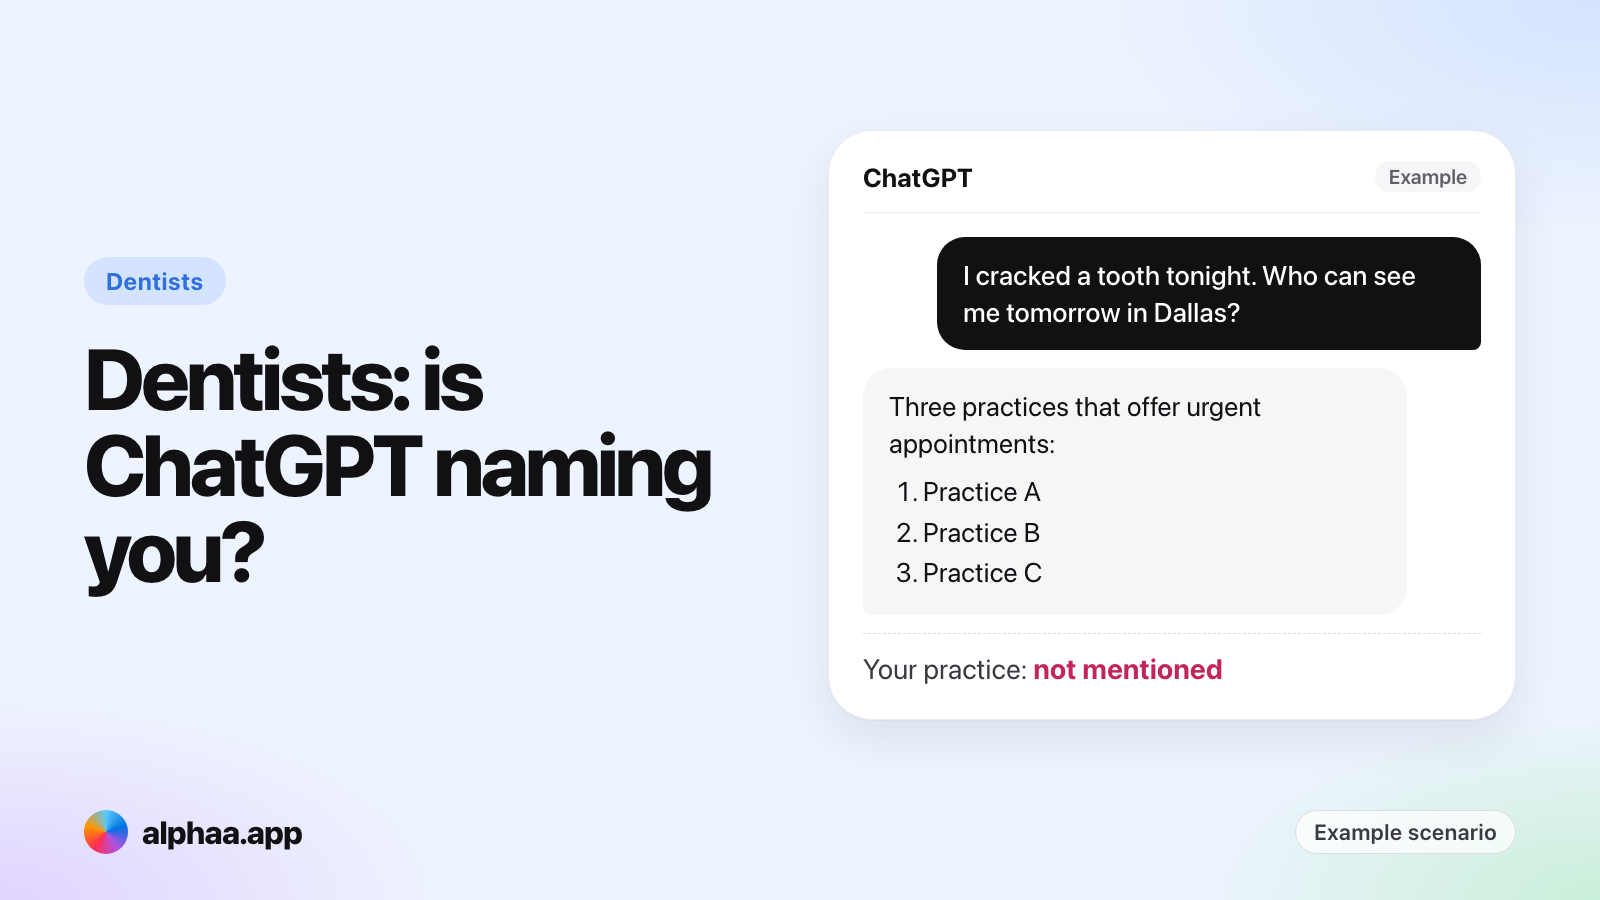 Dentists
Dentists: is
ChatGPT naming
you?
alphaa.app
ChatGPT
Example
I cracked a tooth tonight. Who can see
me tomorrow in Dallas?
Three practices that offer urgent
appointments:
1. Practice A
2. Practice B
3. Practice C
Your practice: not mentioned
Example scenario